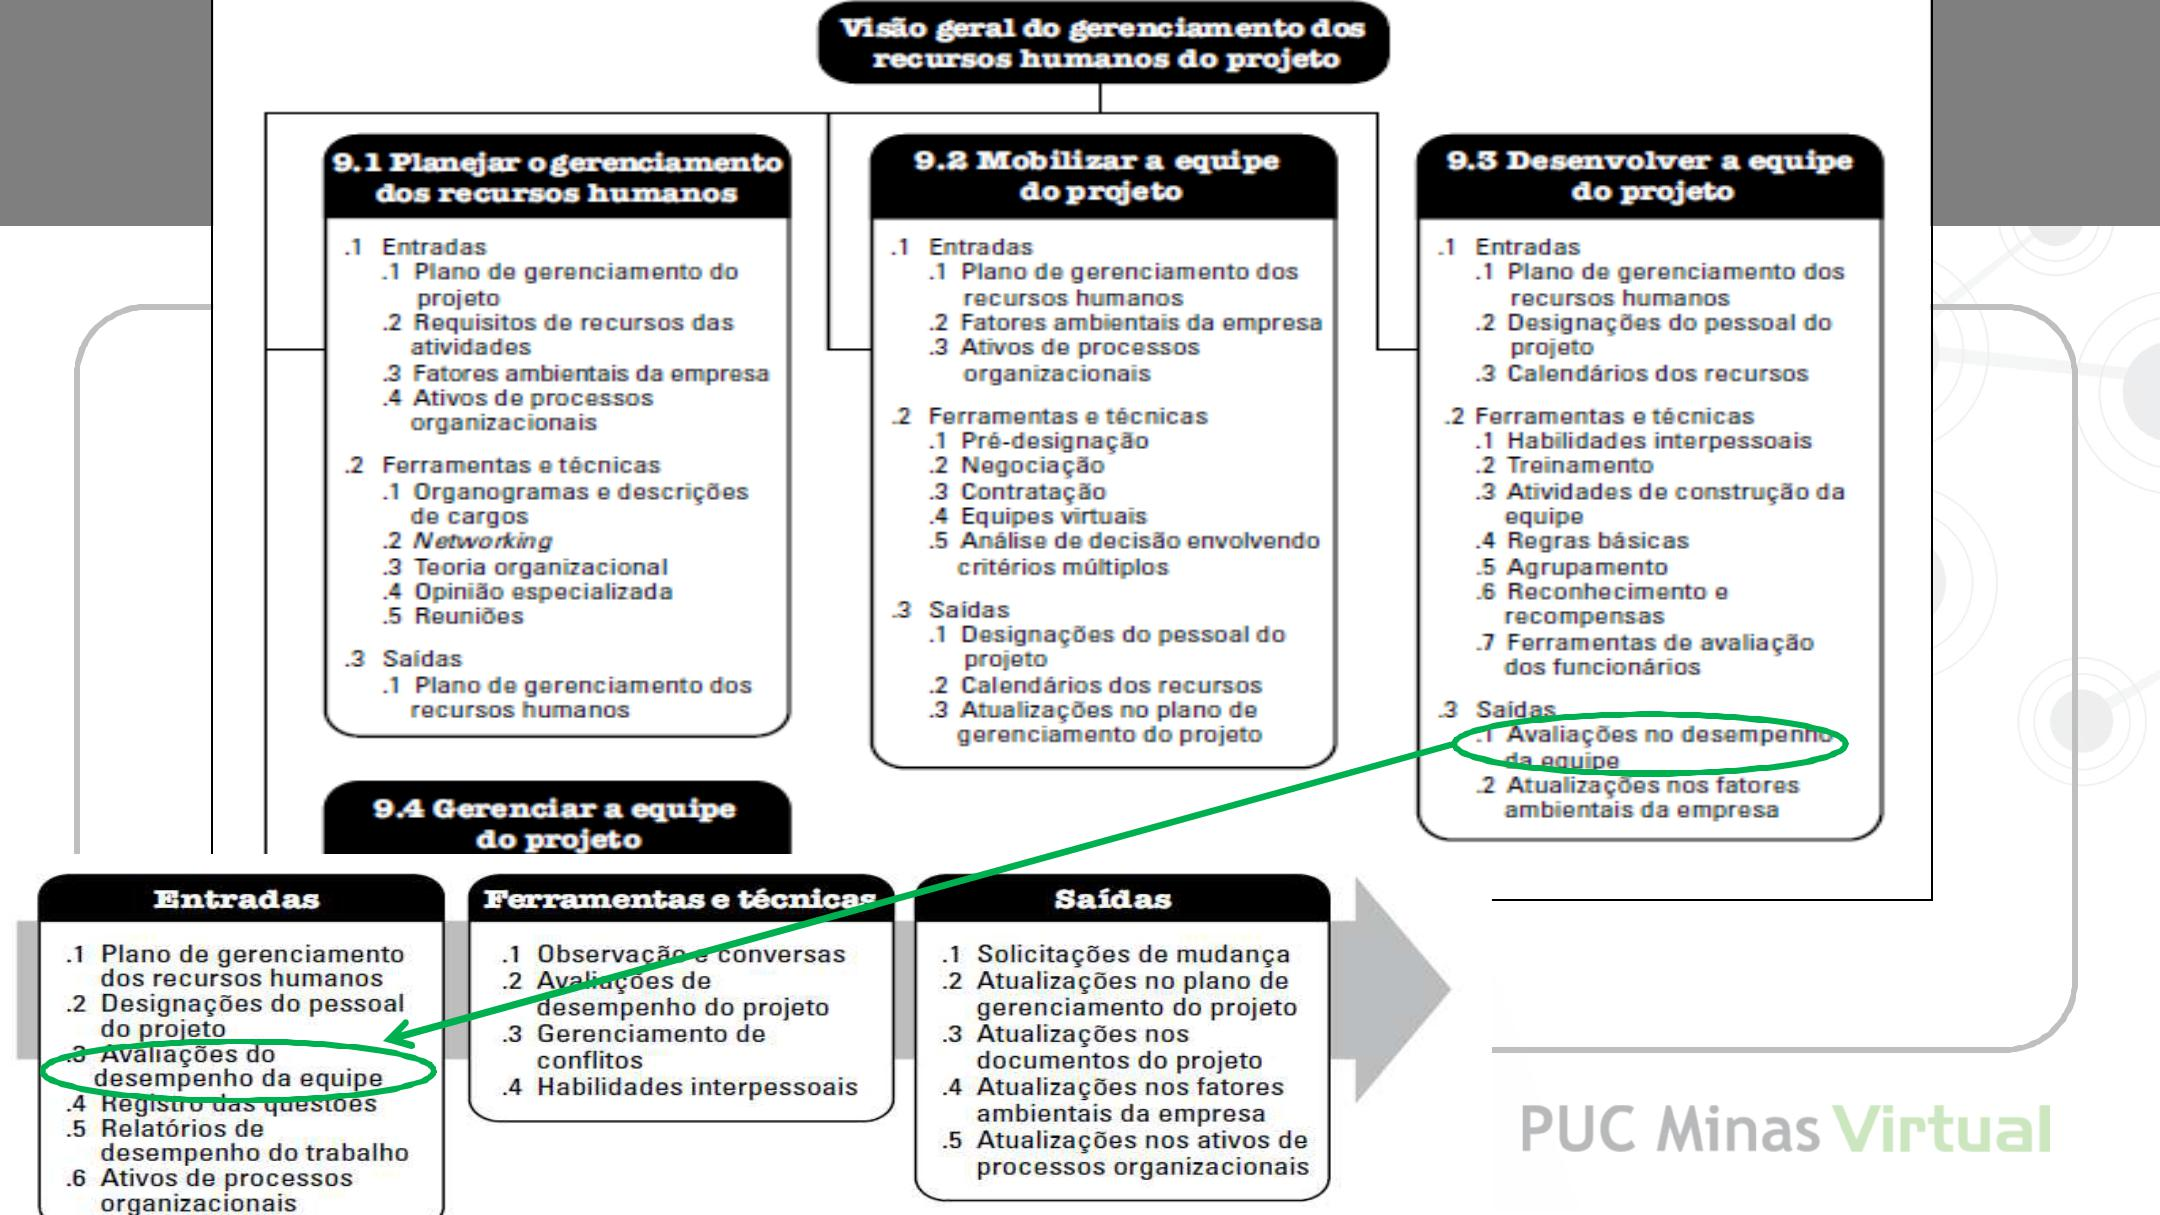 Visão geral do gerenciamento dos
recursos humanos do projeto
9.1 Planejar o gerenciamento
dos recursos humanos
.1 Entradas
.1 Plano de gerenciamento do
projeto
.2 Requisitos de recursos das
atividades
.3 Fatores ambientais da empresa
.4 Ativos de processos
organizacionais
.2 Ferramentas e técnicas
.1 Organogramas e descrições
de cargos
.2 Networking
.3 Teoria organizacional
.4 Opinião especializada
.5 Reuniões
.3 Saídas
.1 Plano de gerenciamento dos
recursos humanos
9.2 Mobilizar a equipe
do projeto
.1 Entradas
.1 Plano de gerenciamento dos
recursos humanos
.2 Fatores ambientais da empresa
.3 Ativos de processos
organizacionais
.2 Ferramentas e técnicas
.1 Pré-designação
.2 Negociação
.3 Contratação
.4 Equipes virtuais
.5 Análise de decisão envolvendo
critérios múltiplos
.3 Saídas
.1 Designações do pessoal do
projeto
.2 Calendários dos recursos
.3 Atualizações no plano de
gerenciamento do projeto
9.3 Desenvolver a equipe
do projeto
.1 Entradas
.1 Plano de gerenciamento dos
recursos humanos
.2 Designações do pessoal do
projeto
.3 Calendários dos recursos
.2 Ferramentas e técnicas
.1 Habilidades interpessoais
.2 Treinamento
.3 Atividades de construção da
equipe
.4 Regras básicas
.5 Agrupamento
.6 Reconhecimento e
recompensas
.7 Ferramentas de avaliação
dos funcionários
.3 Saídas
.1 Avaliações no desempenho
da equipe
.2 Atualizações nos fatores
ambientais da empresa
9.4 Gerenciar a equipe
do projeto
Entradas
.1 Plano de gerenciamento
dos recursos humanos
.2 Designações do pessoal
do projeto
.3 Avaliações do
desempenho da equipe
.4 Registro das questões
.5 Relatórios de
desempenho do trabalho
.6 Ativos de processos
organizacionais
Ferramentas e técnicas
.1 Observação e conversas
.2 Avaliações de
desempenho do projeto
.3 Gerenciamento de
conflitos
.4 Habilidades interpessoais
Saídas
.1 Solicitações de mudança
.2 Atualizações no plano de
gerenciamento do projeto
.3 Atualizações nos
documentos do projeto
.4 Atualizações nos fatores
ambientais da empresa
.5 Atualizações nos ativos de
processos organizacionais
PUC Minas Virtual